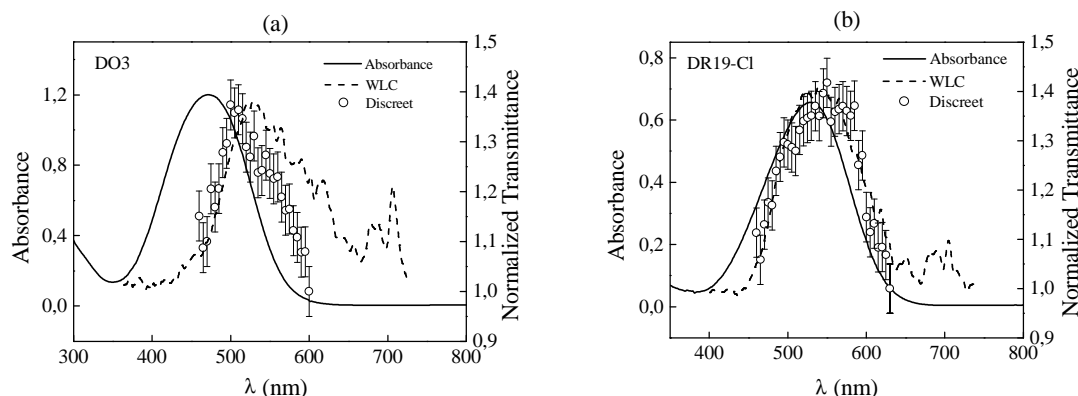 (a)
DO3
Absorbance
WLC
Discreet
1,2
0,8
0,4
0,0
Absorbance
1,5
1,4
1,3
1,2
1,1
1,0
0,9
Normalized Transmittance
300 400 500 600 700 800
λ (nm)
(b)
DR19-Cl
Absorbance
WLC
Discreet
0,8
0,6
0,4
0,2
0,0
Absorbance
1,5
1,4
1,3
1,2
1,1
1,0
0,9
Normalized Transmittance
400 500 600 700 800
λ (nm)